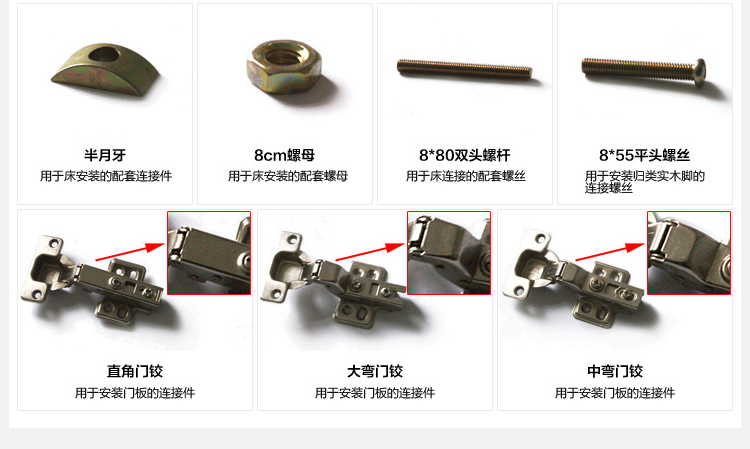 半月牙
用于床安装的配套连接件
8cm螺母
用于床安装的配套螺母
8*80双头螺杆
用于床连接的配套螺丝
8*55平头螺丝
用于安装归类实木脚的
连接螺丝
直角门铰
用于安装门板的连接件
大弯门铰
用于安装门板的连接件
中弯门铰
用于安装门板的连接件